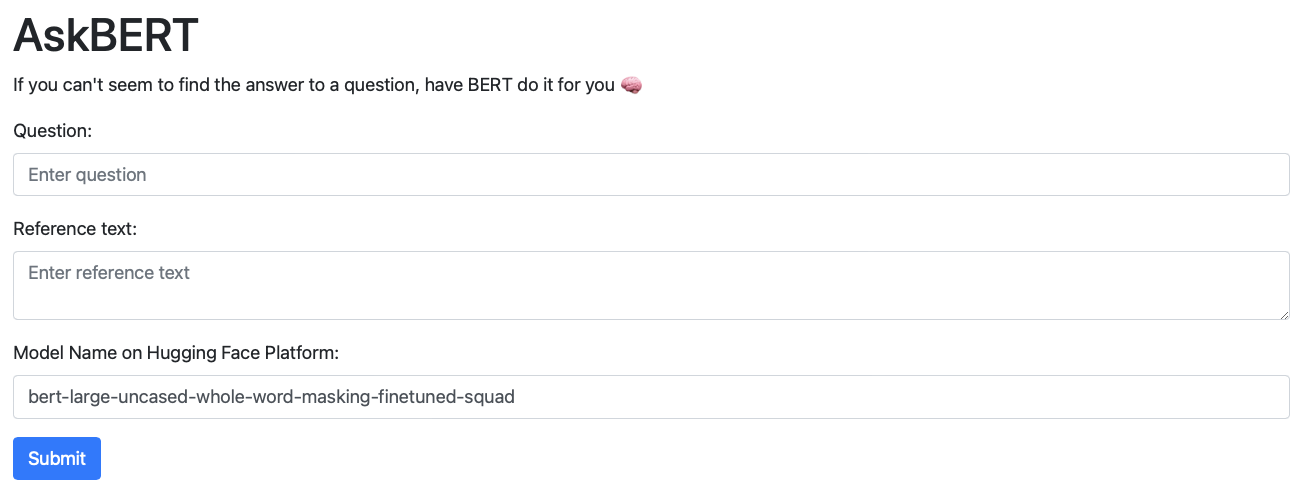 AskBERT
If you can't seem to find the answer to a question, have BERT do it for you 🧠
Question:
Enter question
Reference text:
Enter reference text
Model Name on Hugging Face Platform:
bert-large-uncased-whole-word-masking-finetuned-squad
Submit